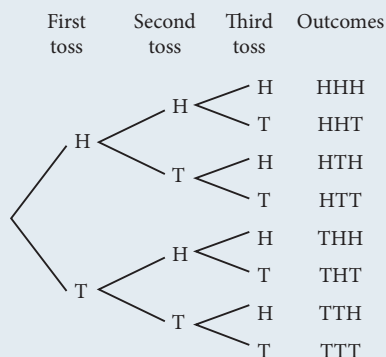 First Second Third Outcomes
toss toss toss
H HHH
H
T HHT
H
H HTH
T
T HTT
H THH
H
T THT
T
H TTH
T
T TTT